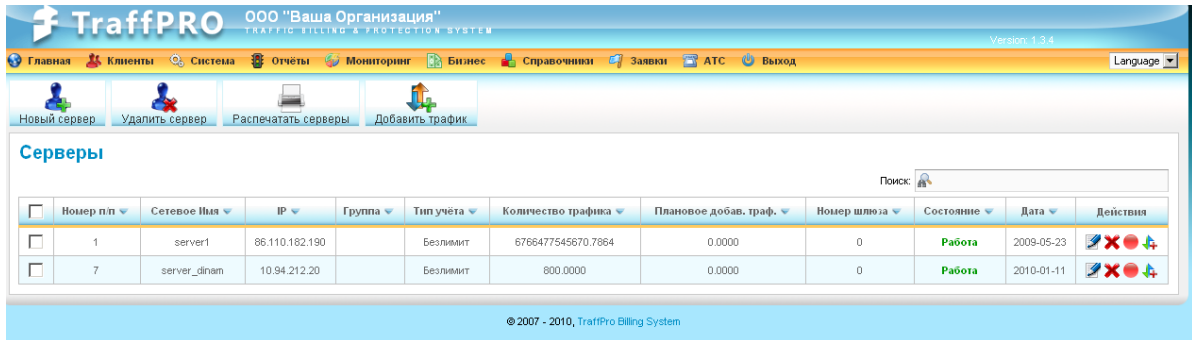 TraffPRO ООО "Ваша Организация"
TRAFFIC BILLING & PROTECTION SYSTEM
Version: 1.3.4
Главная Клиенты Система Отчёты Мониторинг Бизнес Справочники Заявки АТС Выход Language
Новый сервер Удалить сервер Распечатать серверы Добавить трафик
Серверы
Поиск:
Номер п/п Сетевое Имя IP Группа Тип учёта Количество трафика Плановое добав. траф. Номер шлюза Состояние Дата Действия
1 server1 86.110.182.190 Безлимит 6766477545670.7864 0.0000 0 Работа 2009-05-23
7 server_dinam 10.94.212.20 Безлимит 800.0000 0.0000 0 Работа 2010-01-11
© 2007 - 2010, TraffPro Billing System